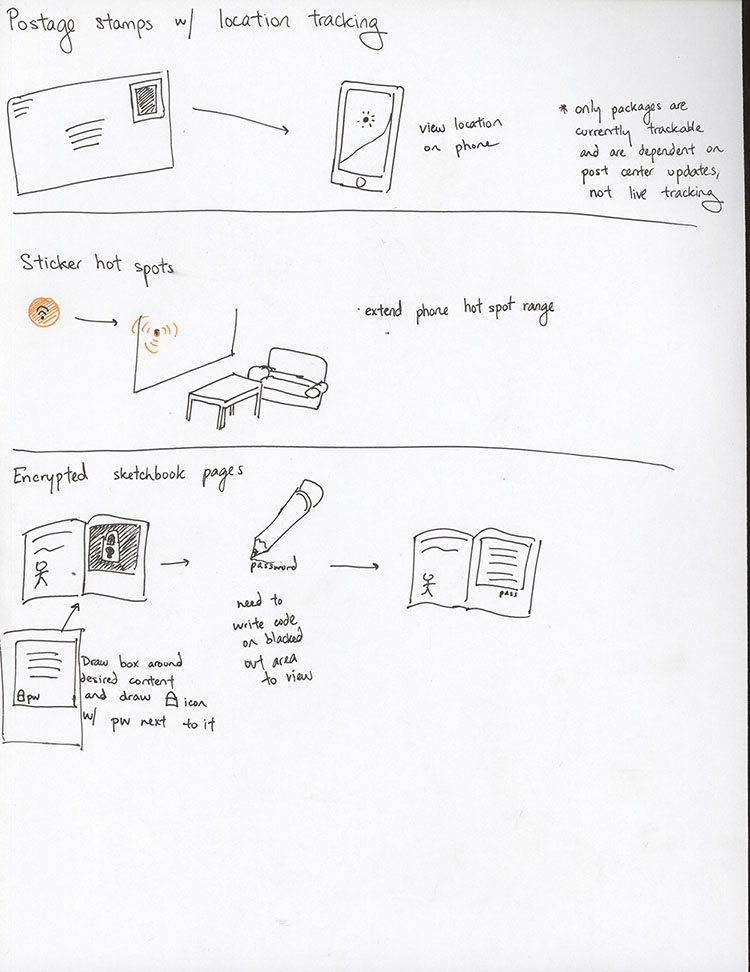 Postage stamps w/ location tracking
view location
on phone
* only packages are
currently trackable
and are dependent on
post center updates,
not live tracking
Sticker hot spots
· extend phone hot spot range
Encrypted sketchbook pages
password
need to
write code
on blacked
out area
to view
pass
pw
Draw box around
desired content
and draw icon
w/ pw next to it